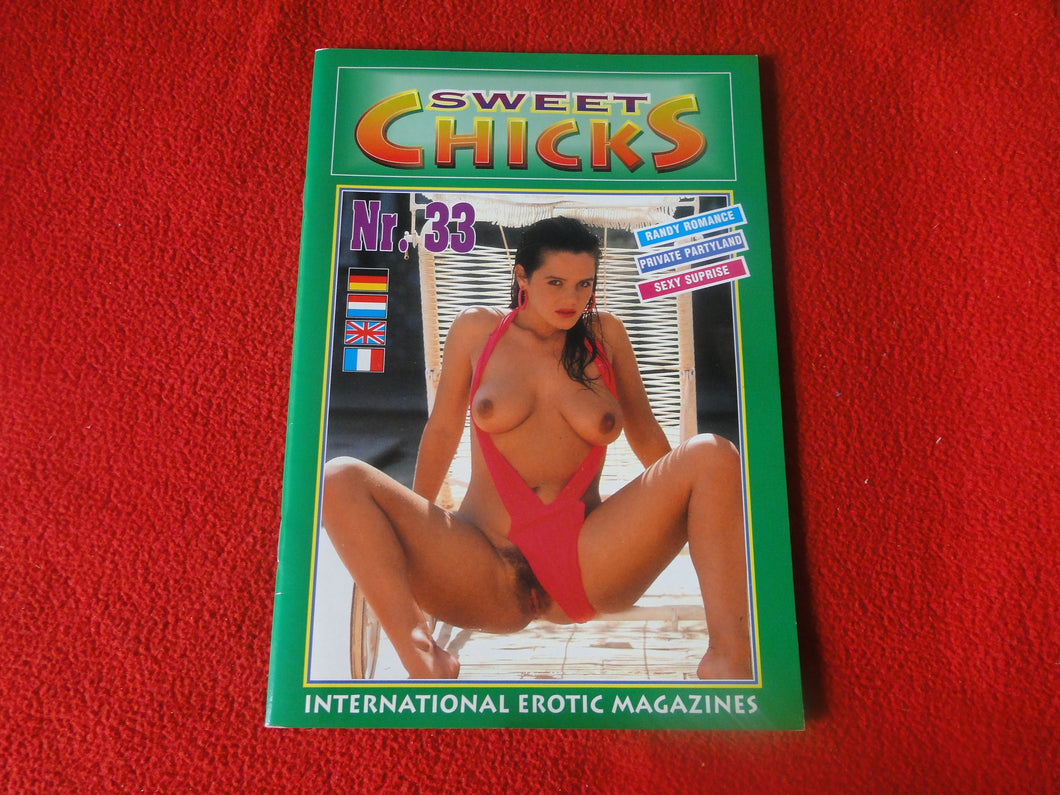 SWEET
CHICKS
Nr. 33
RANDY ROMANCE
PRIVATE PARTYLAND
SEXY SUPRISE
INTERNATIONAL EROTIC MAGAZINES